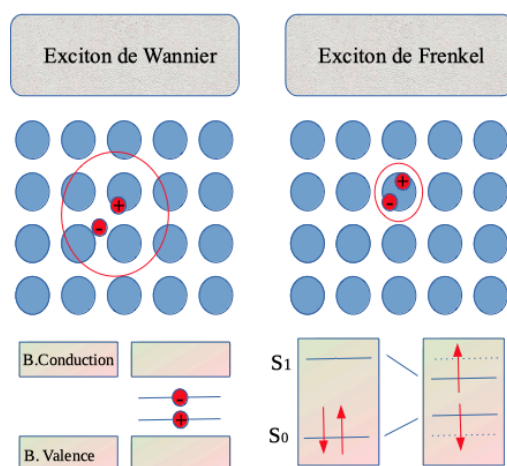 Exciton de Wannier
Exciton de Frenkel
+
-
+
-
B.Conduction
-
+
B. Valence
S1
S0